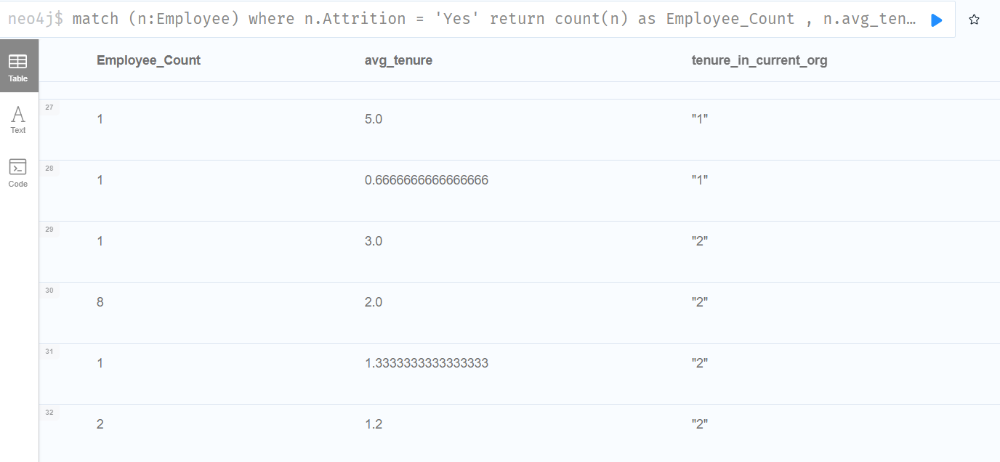 neo4j$ match (n:Employee) where n.Attrition = 'Yes' return count(n) as Employee_Count , n.avg_ten…
Table
Text
Code
Employee_Count avg_tenure tenure_in_current_org
27 1 5.0 "1"
28 1 0.6666666666666666 "1"
29 1 3.0 "2"
30 8 2.0 "2"
31 1 1.3333333333333333 "2"
32 2 1.2 "2"